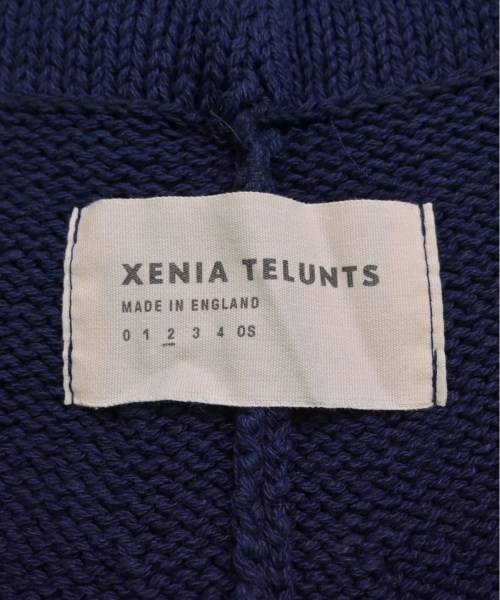 XENIA TELUNTS
MADE IN ENGLAND
0 1 2 3 4 OS